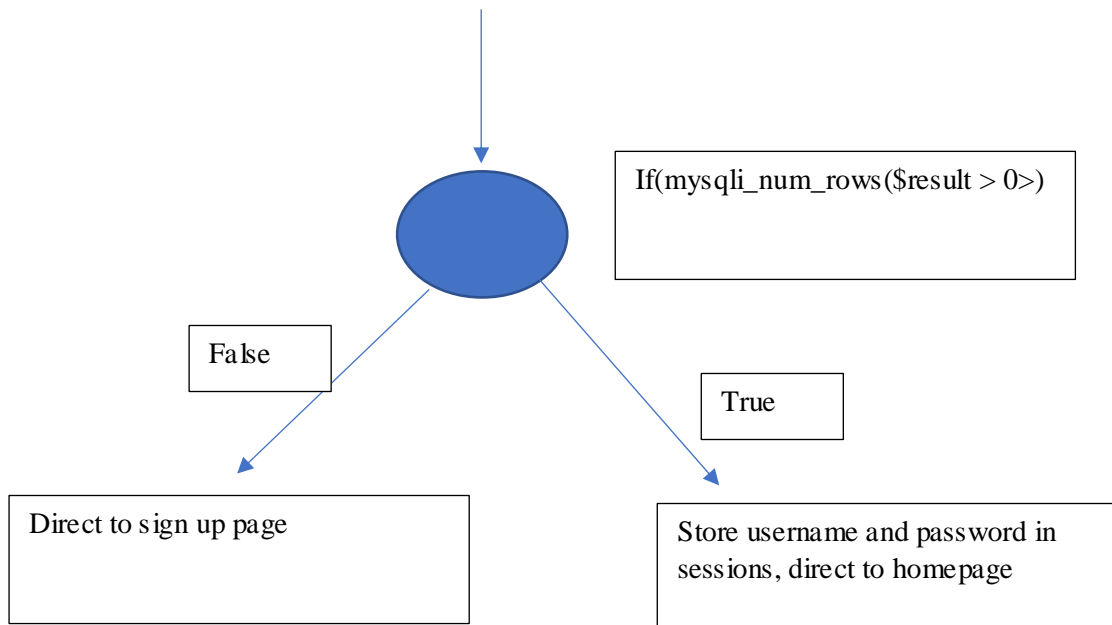 If(mysqli_num_rows($result > 0>)
False
True
Direct to sign up page
Store username and password in
sessions, direct to homepage